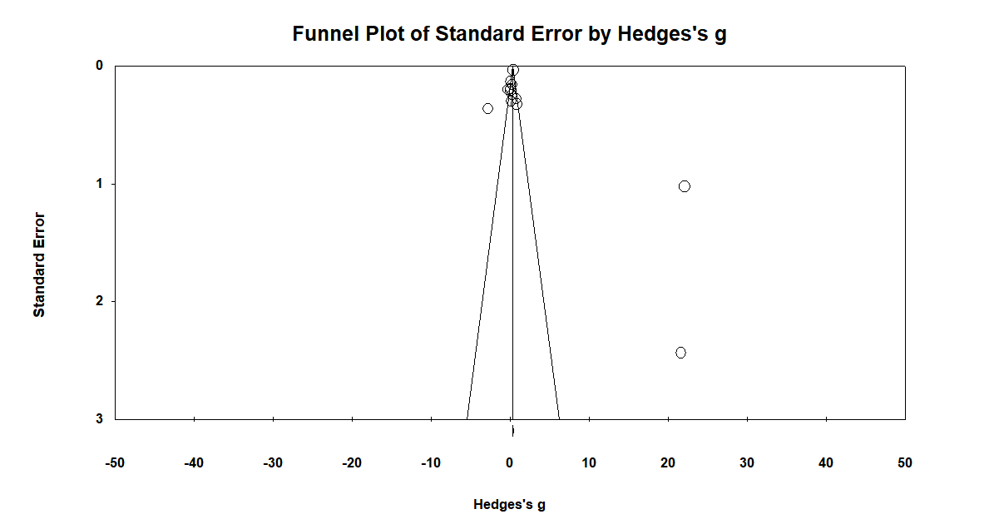 Funnel Plot of Standard Error by Hedges's g
0
1
2
3
Standard Error
-50 -40 -30 -20 -10 0 10 20 30 40 50
Hedges's g